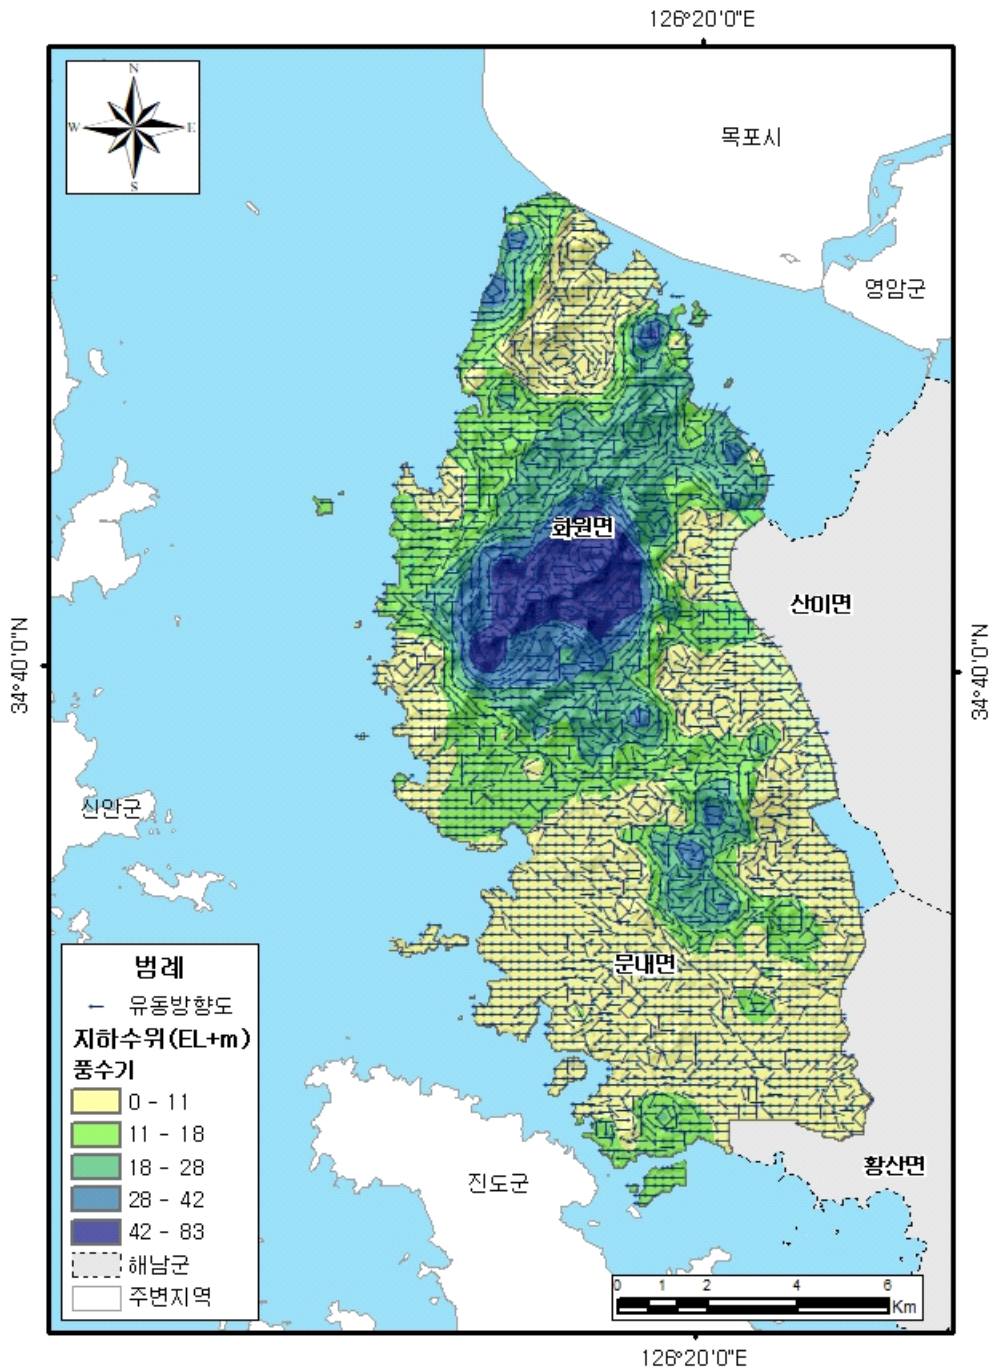 126°20'0"E
N
W E
S
목포시
영암군
화원면
산이면
34°40'0"N
34°40'0"N
신안군
문내면
범례
유동방향도
지하수위(EL+m)
풍수기
0 - 11
11 - 18
18 - 28
28 - 42
42 - 83
해남군
주변지역
진도군
황산면
0 1 2 4 6
Km
126°20'0"E